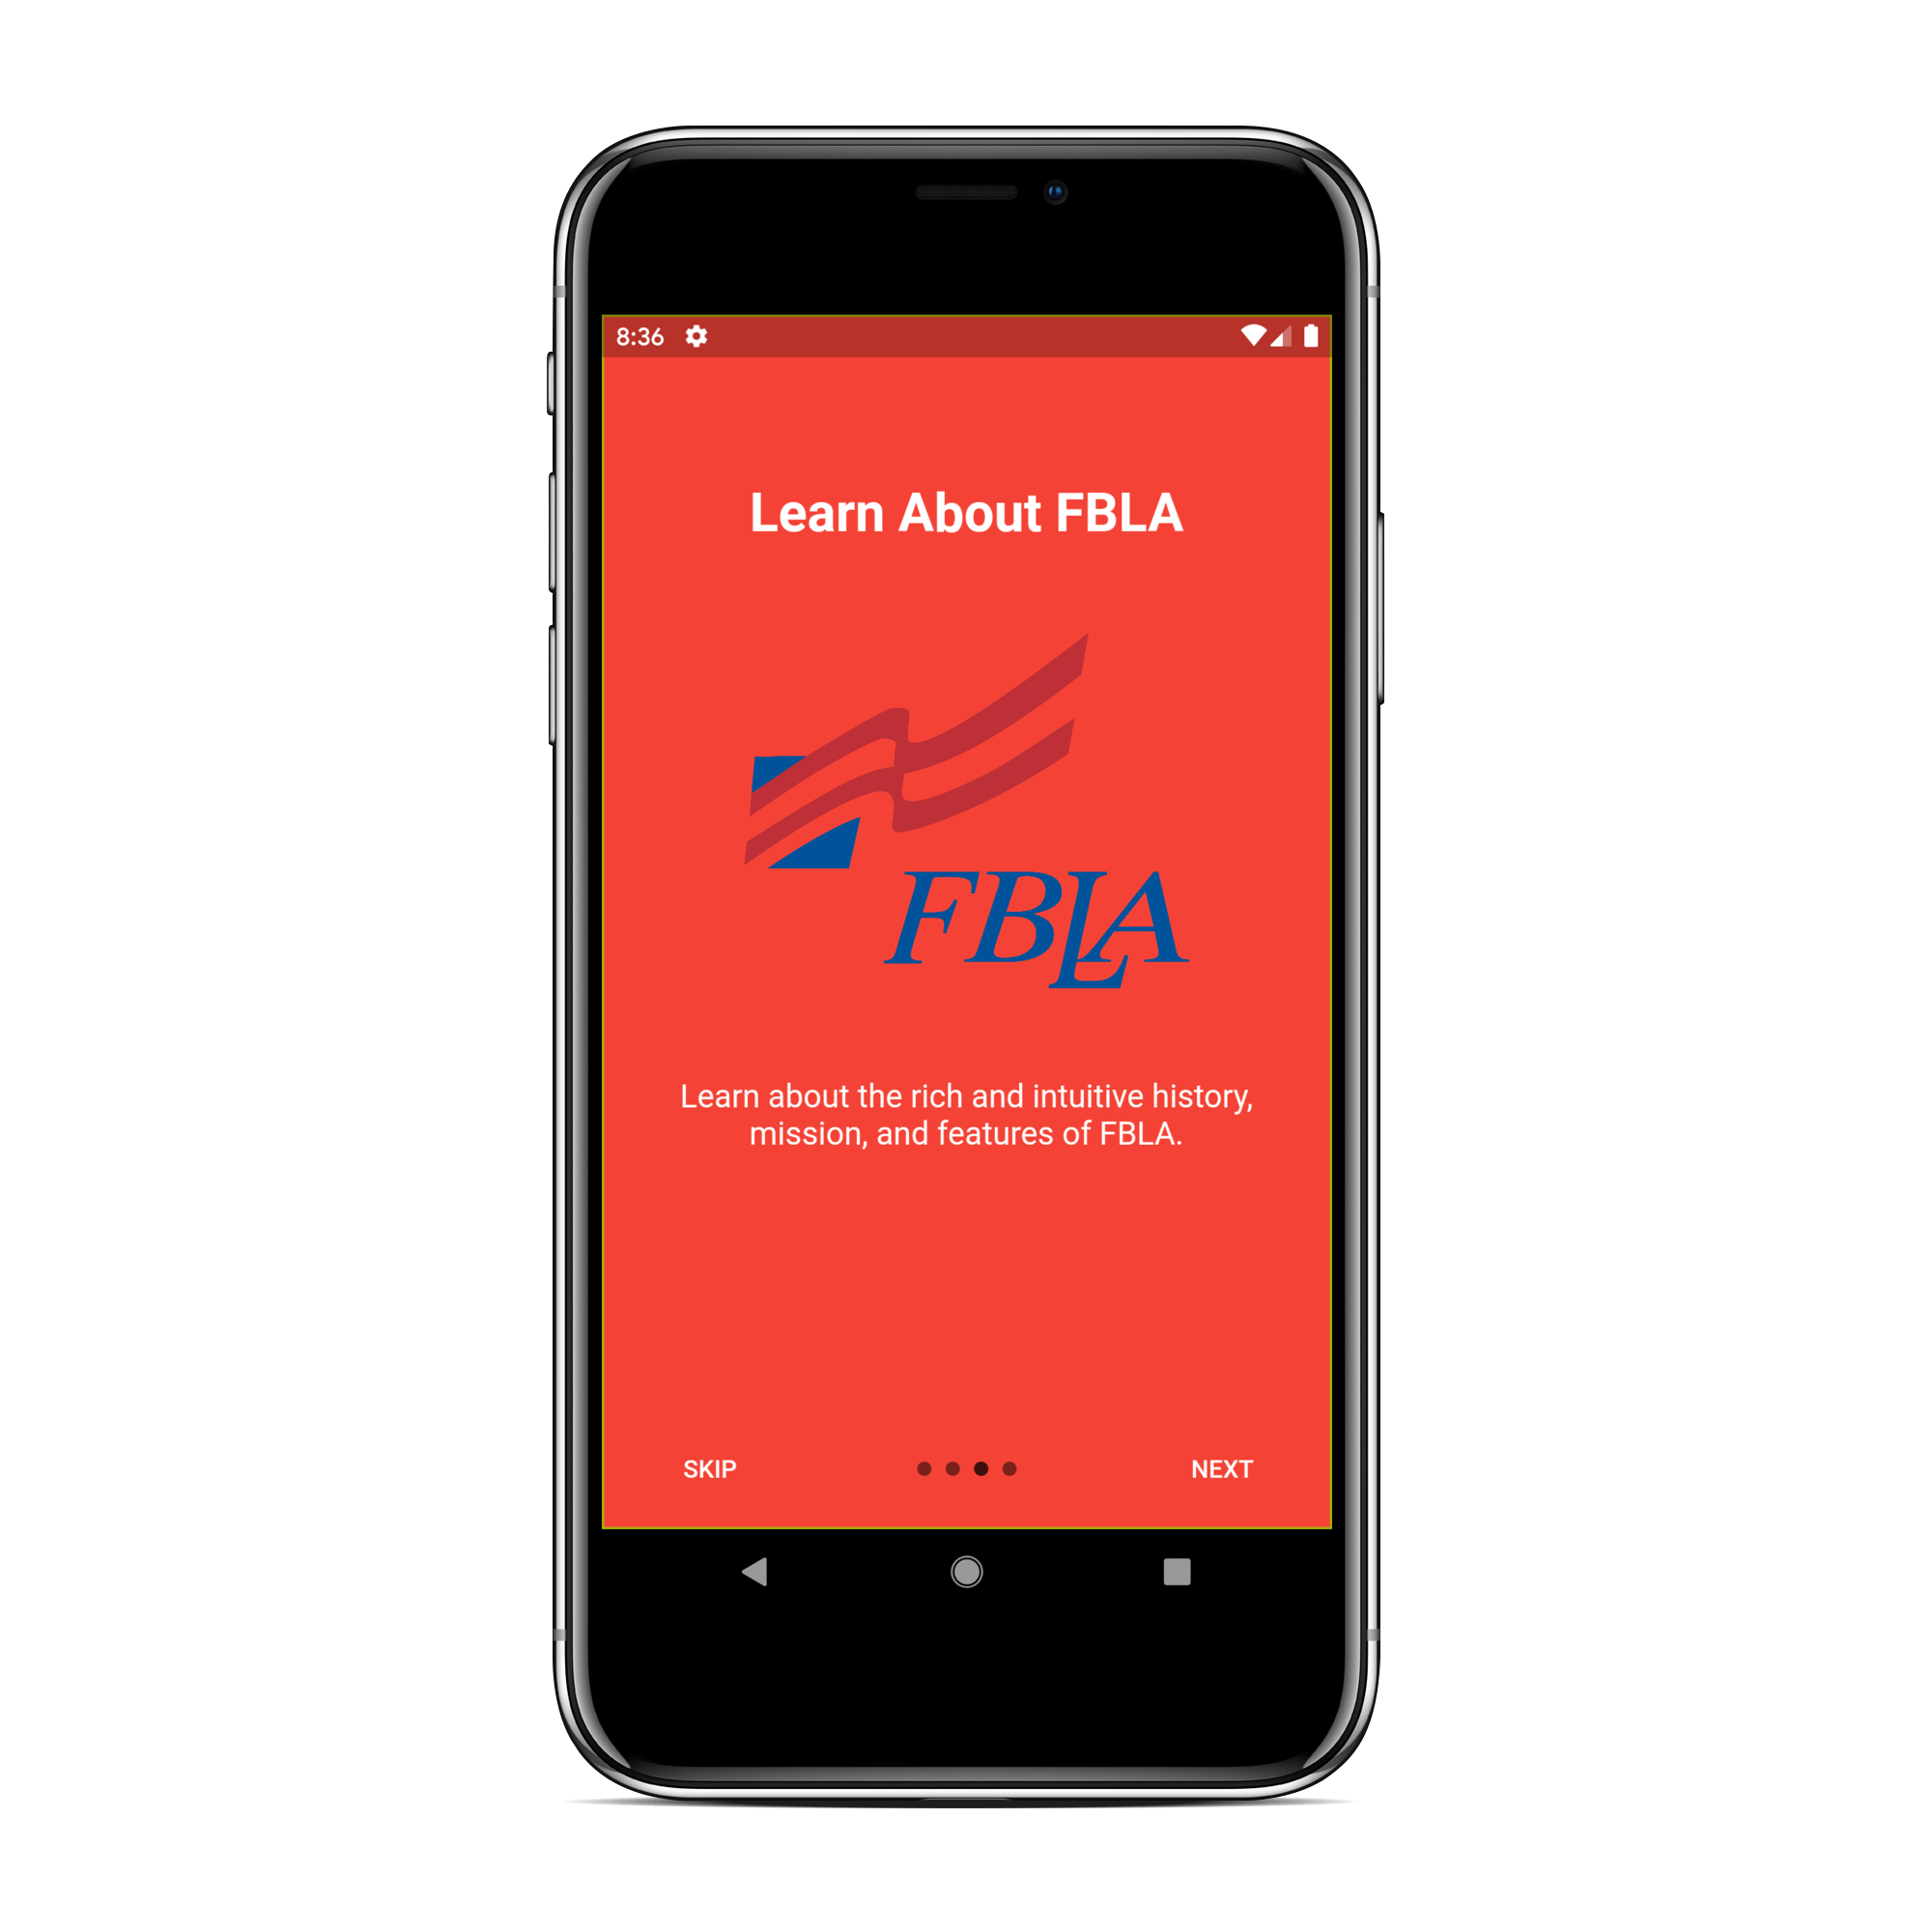 8:36
Learn About FBLA
FBLA
Learn about the rich and intuitive history,
mission, and features of FBLA.
SKIP
NEXT